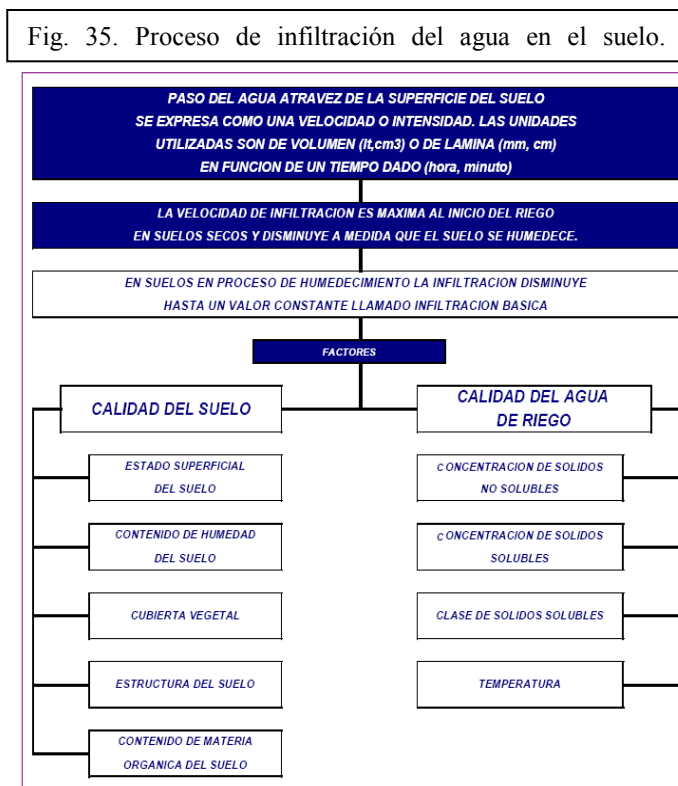 Fig. 35. Proceso de infiltración del agua en el suelo.
PASO DEL AGUA ATRAVEZ DE LA SUPERFICIE DEL SUELO
SE EXPRESA COMO UNA VELOCIDAD O INTENSIDAD. LAS UNIDADES
UTILIZADAS SON DE VOLUMEN (lt,cm3) O DE LAMINA (mm, cm)
EN FUNCION DE UN TIEMPO DADO (hora, minuto)
LA VELOCIDAD DE INFILTRACION ES MAXIMA AL INICIO DEL RIEGO
EN SUELOS SECOS Y DISMINUYE A MEDIDA QUE EL SUELO SE HUMEDECE.
EN SUELOS EN PROCESO DE HUMEDECIMIENTO LA INFILTRACION DISMINUYE
HASTA UN VALOR CONSTANTE LLAMADO INFILTRACION BASICA
FACTORES
CALIDAD DEL SUELO
ESTADO SUPERFICIAL
DEL SUELO
CONTENIDO DE HUMEDAD
DEL SUELO
CUBIERTA VEGETAL
ESTRUCTURA DEL SUELO
CONTENIDO DE MATERIA
ORGANICA DEL SUELO
CALIDAD DEL AGUA
DE RIEGO
CONCENTRACION DE SOLIDOS
NO SOLUBLES
CONCENTRACION DE SOLIDOS
SOLUBLES
CLASE DE SOLIDOS SOLUBLES
TEMPERATURA